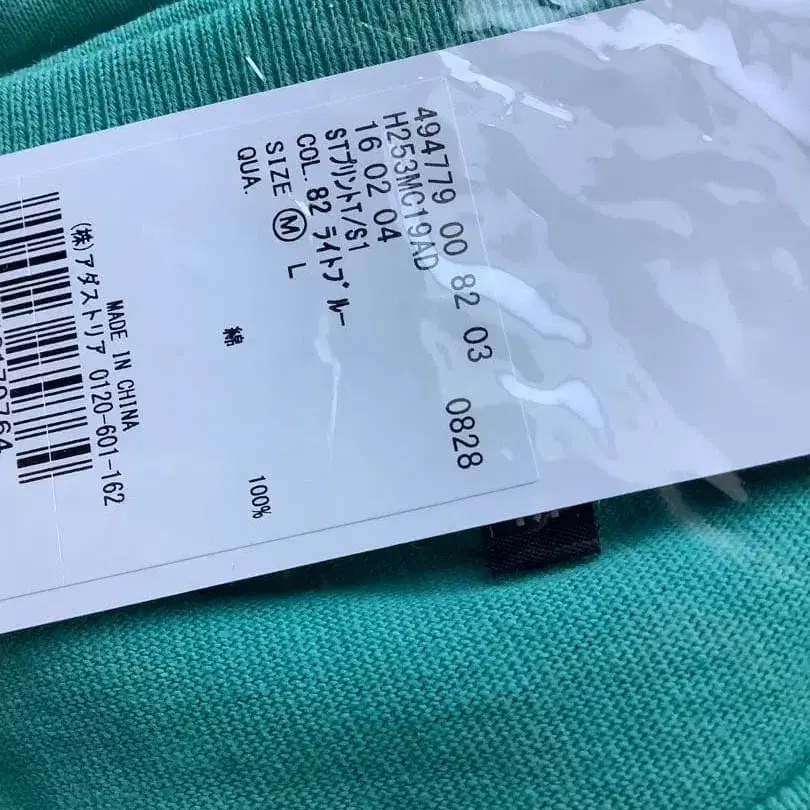 494779 00 82 03 0828
H253MC19AD
16 02 04
STプリントT/S1
COL. 82 ライトブルー
SIZE Ⓜ L
QUA.
綿 100%
MADE IN CHINA
(株)アダストリア 0120-601-162